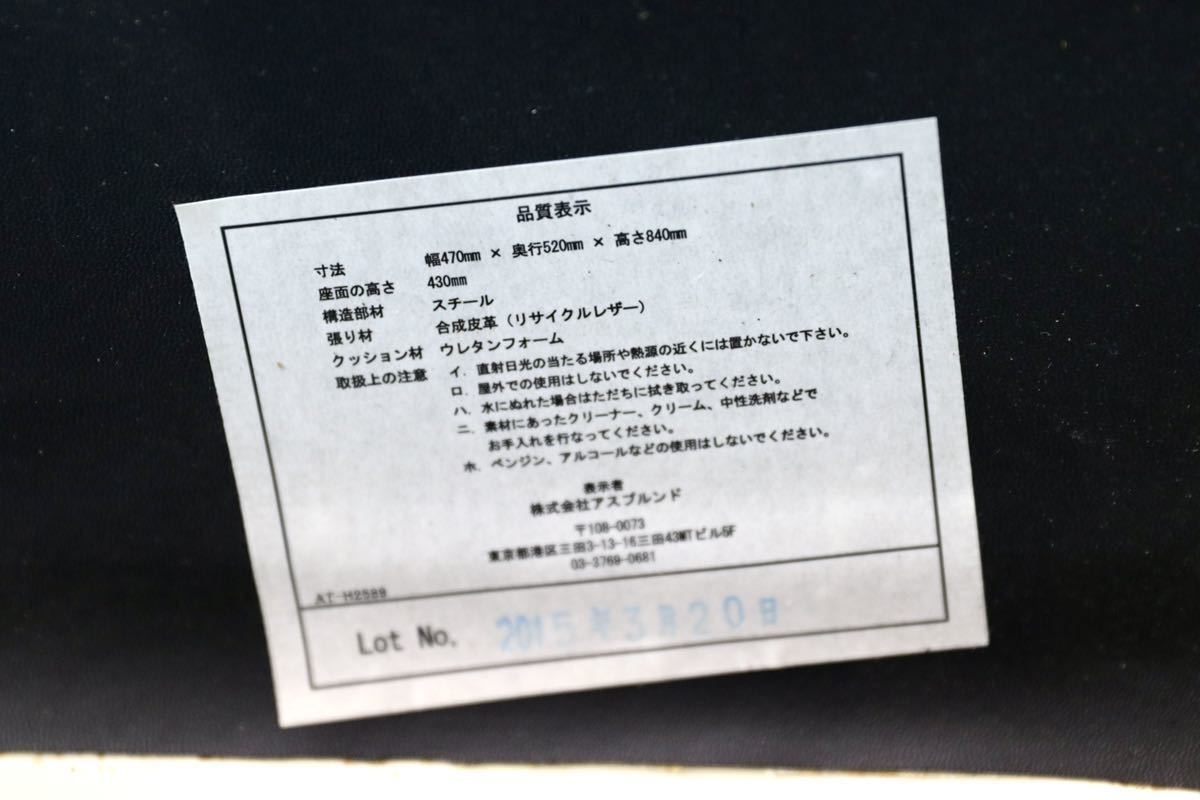 品質表示
寸法 幅470mm × 奥行520mm × 高さ840mm
座面の高さ 430mm
構造部材 スチール
張り材 合成皮革（リサイクルレザー）
クッション材 ウレタンフォーム
取扱上の注意 イ．直射日光の当たる場所や熱源の近くには置かないで下さい。
ロ．屋外での使用はしないでください。
ハ．水にぬれた場合はただちに拭き取ってください。
ニ．素材にあったクリーナー、クリーム、中性洗剤などで
お手入れを行なってください。
ホ．ベンジン、アルコールなどの使用はしないでください。
表示者
株式会社アスプルンド
〒108-0073
東京都港区三田3-13-16三田43MTビル5F
03-3769-0681
AT-H2589
Lot No. 2015年3月20日